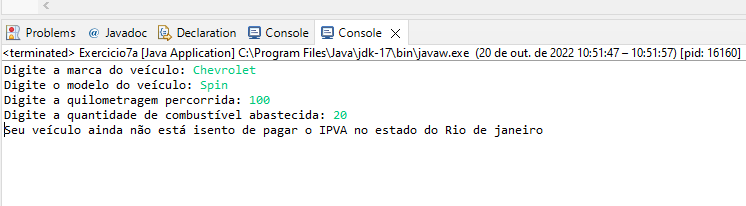 Problems @ Javadoc Declaration Console Console
<terminated> Exercicio7a [Java Application] C:\Program Files\Java\jdk-17\bin\javaw.exe (20 de out. de 2022 10:51:47 – 10:51:57) [pid: 16160]
Digite a marca do veículo: Chevrolet
Digite o modelo do veículo: Spin
Digite a quilometragem percorrida: 100
Digite a quantidade de combustível abastecida: 20
Seu veículo ainda não está isento de pagar o IPVA no estado do Rio de janeiro